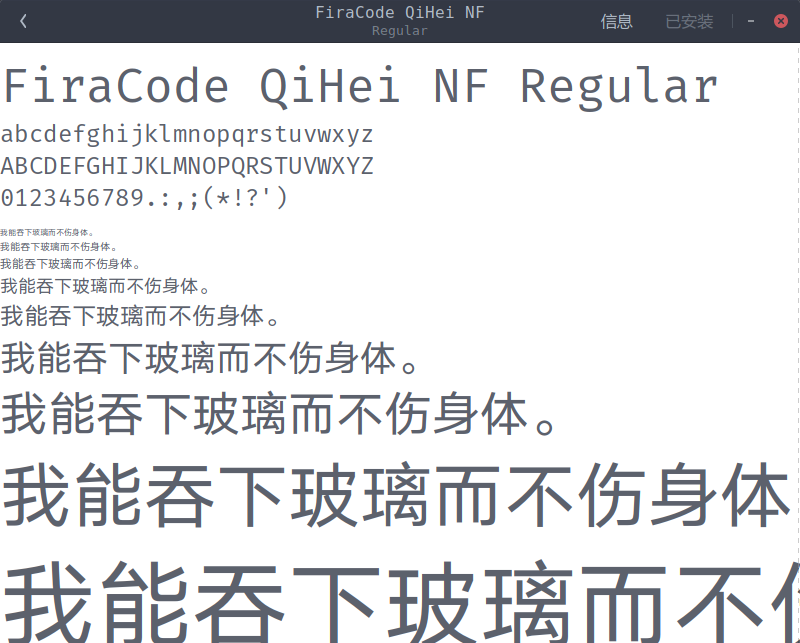 FiraCode QiHei NF
Regular
信息 已安装
FiraCode QiHei NF Regular
abcdefghijklmnopqrstuvwxyz
ABCDEFGHIJKLMNOPQRSTUVWXYZ
0123456789.:,;(*!?')
我能吞下玻璃而不伤身体。
我能吞下玻璃而不伤身体。
我能吞下玻璃而不伤身体。
我能吞下玻璃而不伤身体。
我能吞下玻璃而不伤身体。
我能吞下玻璃而不伤身体。
我能吞下玻璃而不伤身体。
我能吞下玻璃而不伤身体
我能吞下玻璃而不